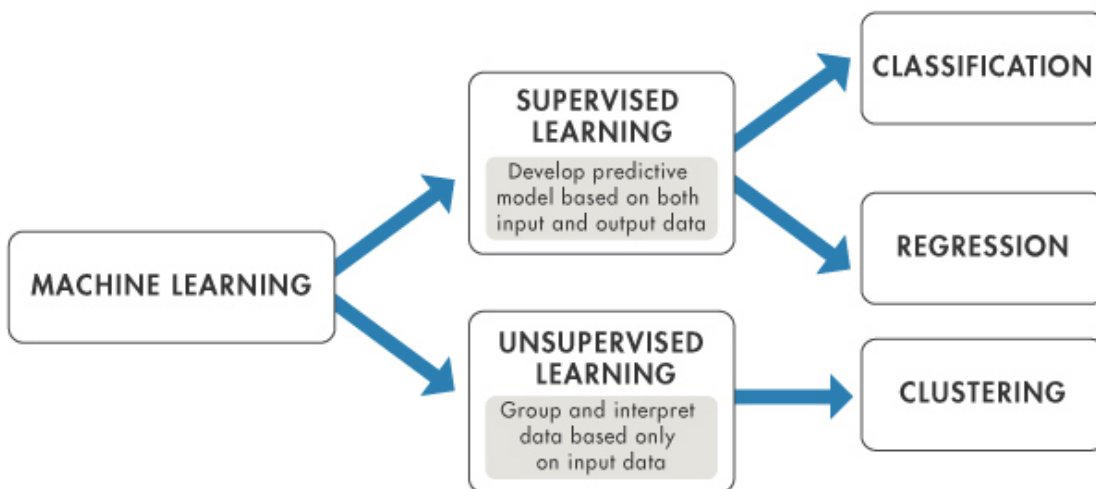 MACHINE LEARNING
SUPERVISED
LEARNING
Develop predictive
model based on both
input and output data
UNSUPERVISED
LEARNING
Group and interpret
data based only
on input data
CLASSIFICATION
REGRESSION
CLUSTERING